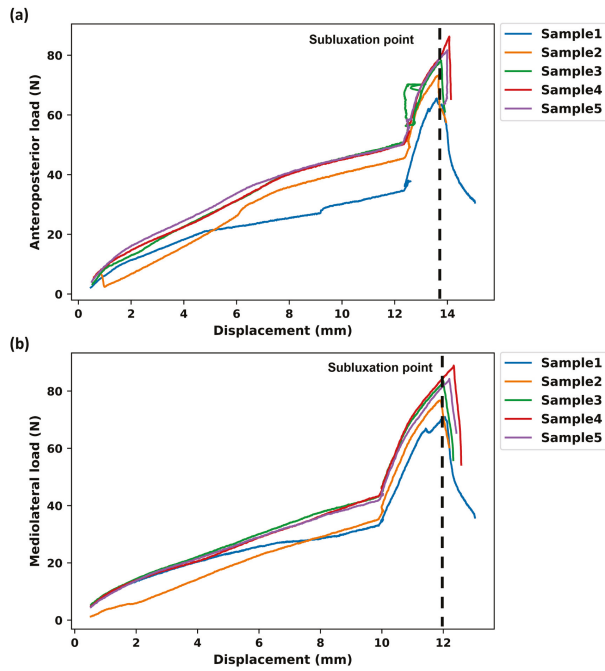 (a)
Subluxation point
Sample1
Sample2
Sample3
Sample4
Sample5
Anteroposterior load (N)
80
60
40
20
0
0 2 4 6 8 10 12 14
Displacement (mm)
(b)
Subluxation point
Sample1
Sample2
Sample3
Sample4
Sample5
Mediolateral load (N)
80
60
40
20
0
0 2 4 6 8 10 12
Displacement (mm)